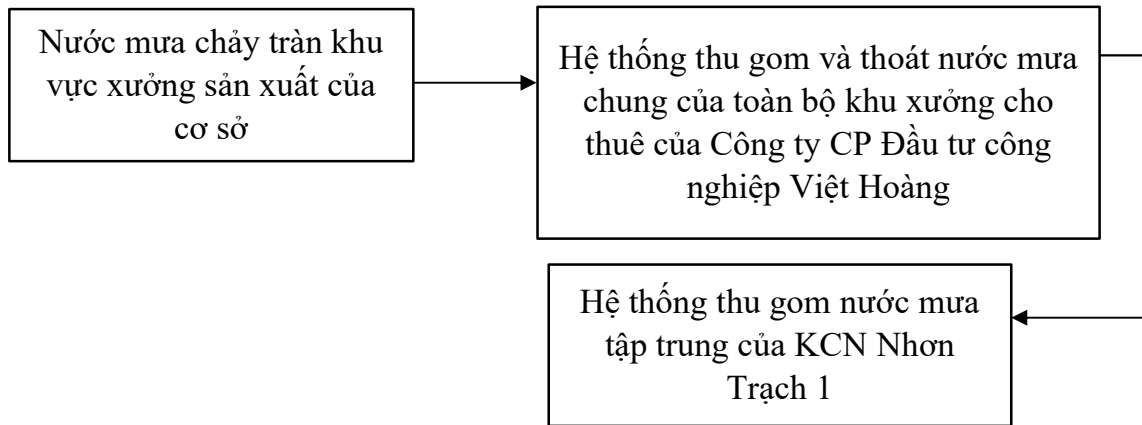 Nước mưa chảy tràn khu
vực xưởng sản xuất của
cơ sở
Hệ thống thu gom và thoát nước mưa
chung của toàn bộ khu xưởng cho
thuê của Công ty CP Đầu tư công
nghiệp Việt Hoàng
Hệ thống thu gom nước mưa
tập trung của KCN Nhơn
Trạch 1